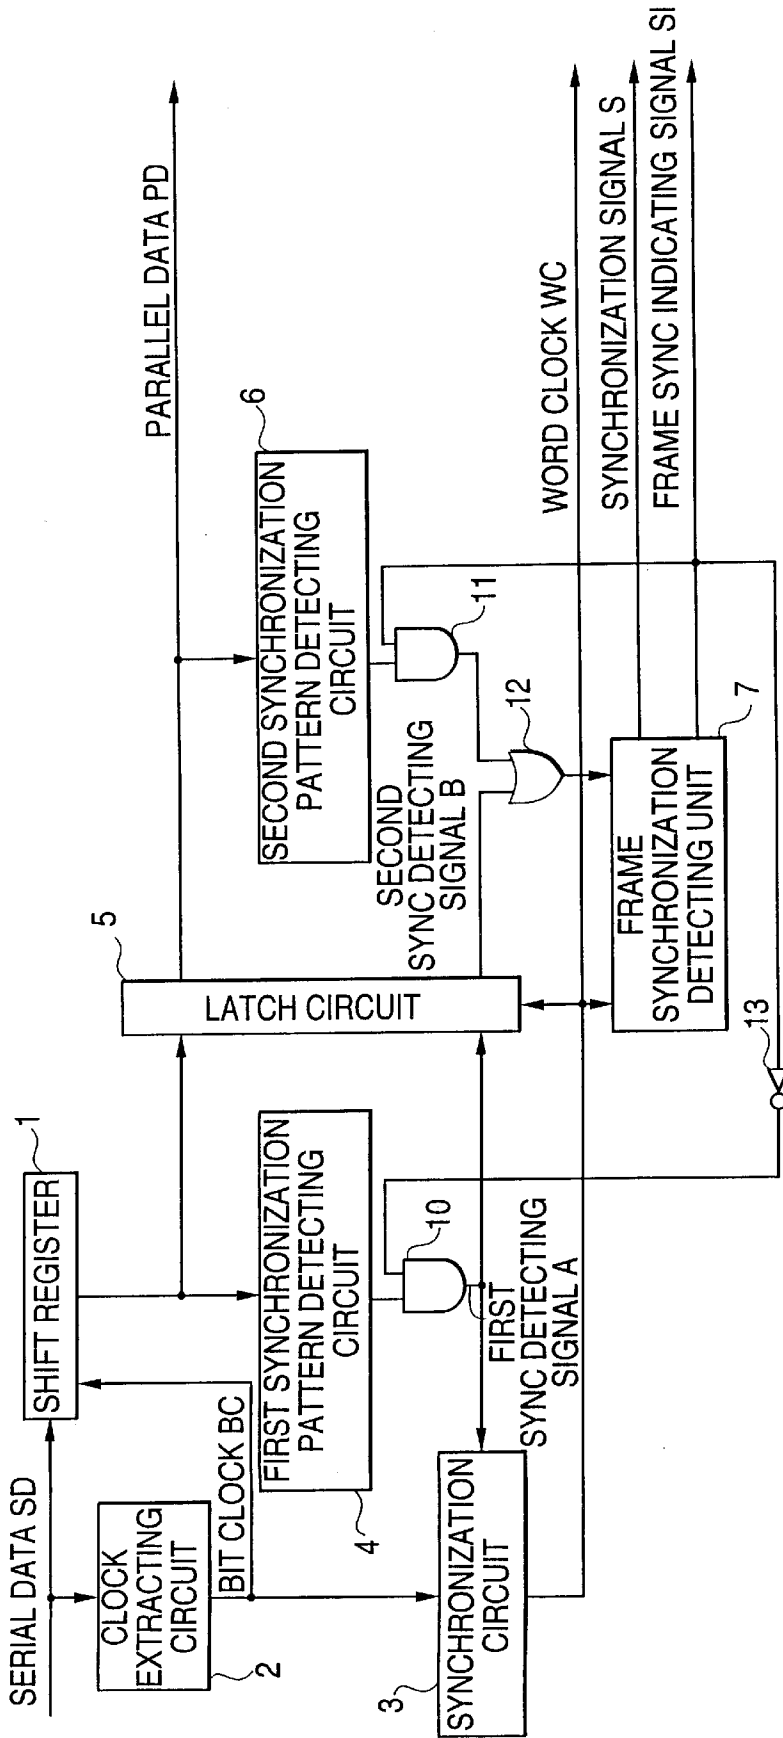 SERIAL DATA SD
SHIFT REGISTER
1
CLOCK
EXTRACTING
CIRCUIT
2
BIT CLOCK BC
FIRST SYNCHRONIZATION
PATTERN DETECTING
CIRCUIT
4
10
FIRST
SYNC DETECTING
SIGNAL A
SYNCHRONIZATION
CIRCUIT
3
LATCH CIRCUIT
5
PARALLEL DATA PD
SECOND SYNCHRONIZATION
PATTERN DETECTING
CIRCUIT
6
11
SECOND
SYNC DETECTING
SIGNAL B
12
FRAME
SYNCHRONIZATION
DETECTING UNIT
7
13
WORD CLOCK WC
SYNCHRONIZATION SIGNAL S
FRAME SYNC INDICATING SIGNAL SI